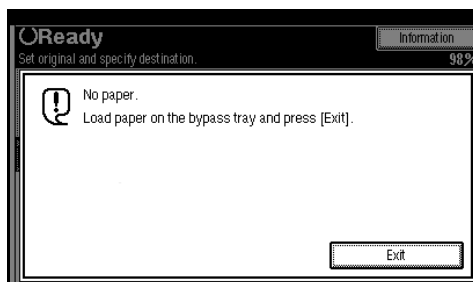 Ready
Information
Set original and specify destination.
98%
No paper.
Load paper on the bypass tray and press [Exit].
Exit